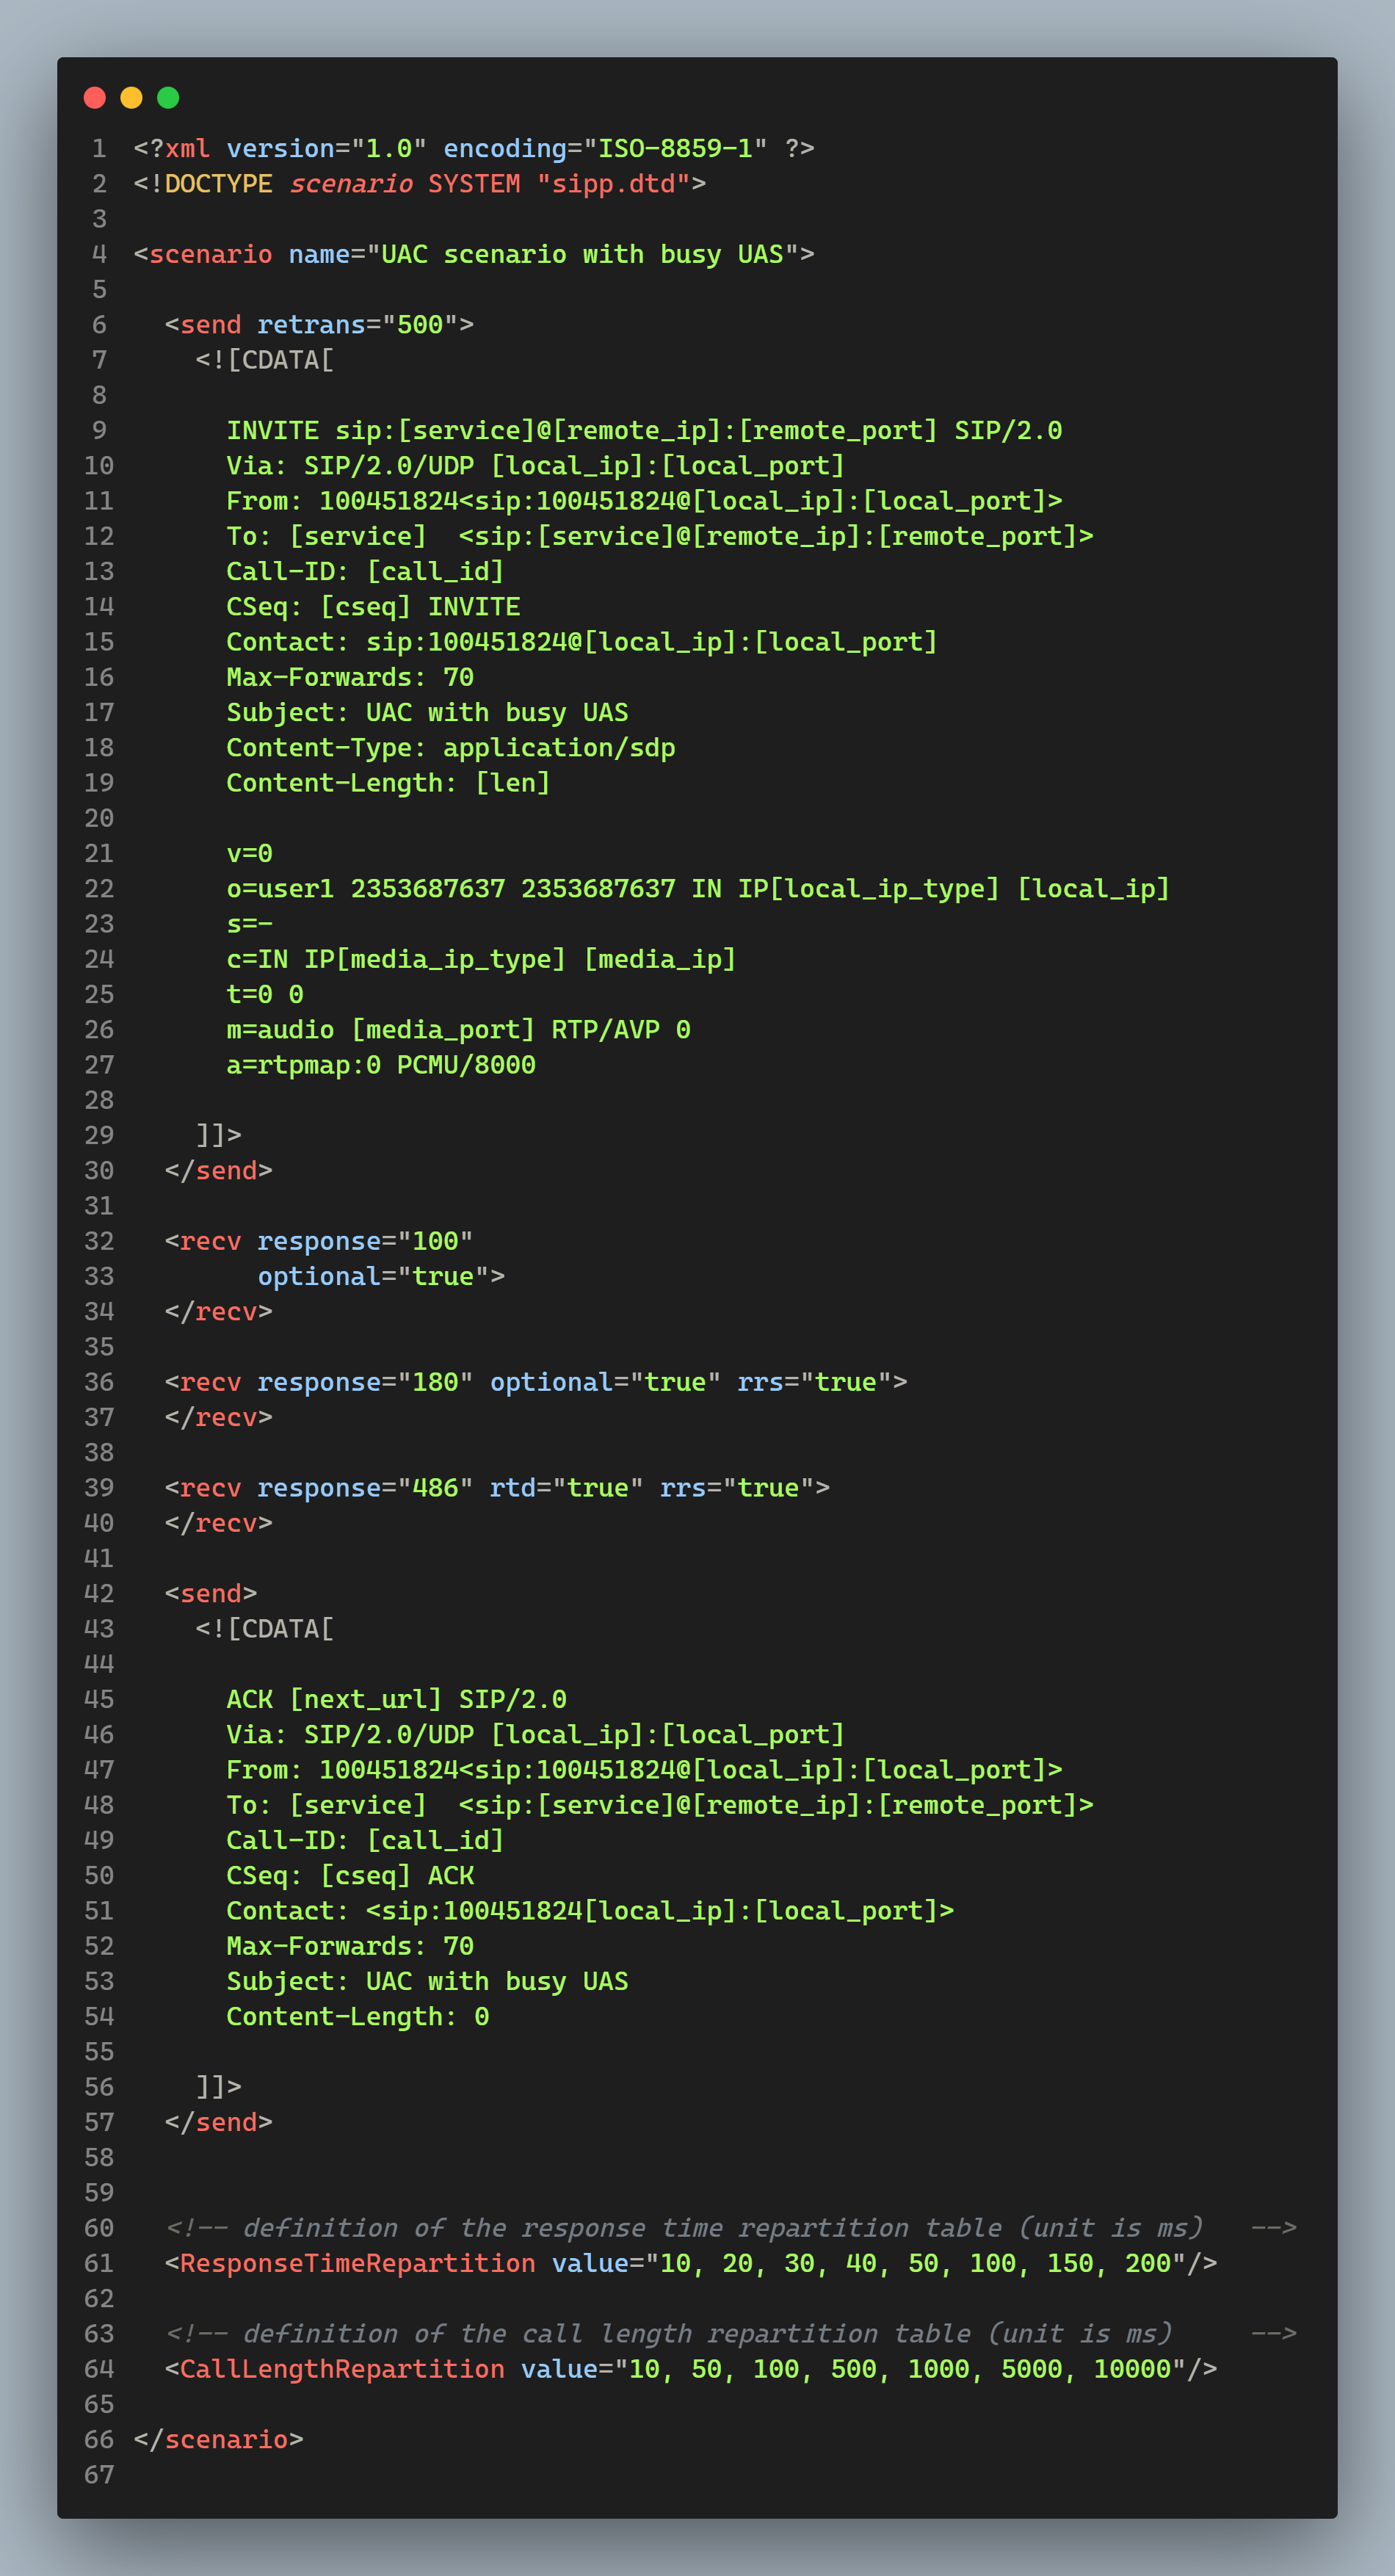 1 <?xml version="1.0" encoding="ISO-8859-1" ?>
2 <!DOCTYPE scenario SYSTEM "sipp.dtd">
3
4 <scenario name="UAC scenario with busy UAS">
5
6   <send retrans="500">
7     <![CDATA[
8
9       INVITE sip:[service]@[remote_ip]:[remote_port] SIP/2.0
10       Via: SIP/2.0/UDP [local_ip]:[local_port]
11       From: 100451824<sip:100451824@[local_ip]:[local_port]>
12       To: [service]  <sip:[service]@[remote_ip]:[remote_port]>
13       Call-ID: [call_id]
14       CSeq: [cseq] INVITE
15       Contact: sip:100451824@[local_ip]:[local_port]
16       Max-Forwards: 70
17       Subject: UAC with busy UAS
18       Content-Type: application/sdp
19       Content-Length: [len]
20
21       v=0
22       o=user1 2353687637 2353687637 IN IP[local_ip_type] [local_ip]
23       s=-
24       c=IN IP[media_ip_type] [media_ip]
25       t=0 0
26       m=audio [media_port] RTP/AVP 0
27       a=rtpmap:0 PCMU/8000
28
29     ]]>
30   </send>
31
32   <recv response="100"
33         optional="true">
34   </recv>
35
36   <recv response="180" optional="true" rrs="true">
37   </recv>
38
39   <recv response="486" rtd="true" rrs="true">
40   </recv>
41
42   <send>
43     <![CDATA[
44
45       ACK [next_url] SIP/2.0
46       Via: SIP/2.0/UDP [local_ip]:[local_port]
47       From: 100451824<sip:100451824@[local_ip]:[local_port]>
48       To: [service]  <sip:[service]@[remote_ip]:[remote_port]>
49       Call-ID: [call_id]
50       CSeq: [cseq] ACK
51       Contact: <sip:100451824[local_ip]:[local_port]>
52       Max-Forwards: 70
53       Subject: UAC with busy UAS
54       Content-Length: 0
55
56     ]]>
57   </send>
58
59
60   <!-- definition of the response time repartition table (unit is ms)   -->
61   <ResponseTimeRepartition value="10, 20, 30, 40, 50, 100, 150, 200"/>
62
63   <!-- definition of the call length repartition table (unit is ms)     -->
64   <CallLengthRepartition value="10, 50, 100, 500, 1000, 5000, 10000"/>
65
66 </scenario>
67